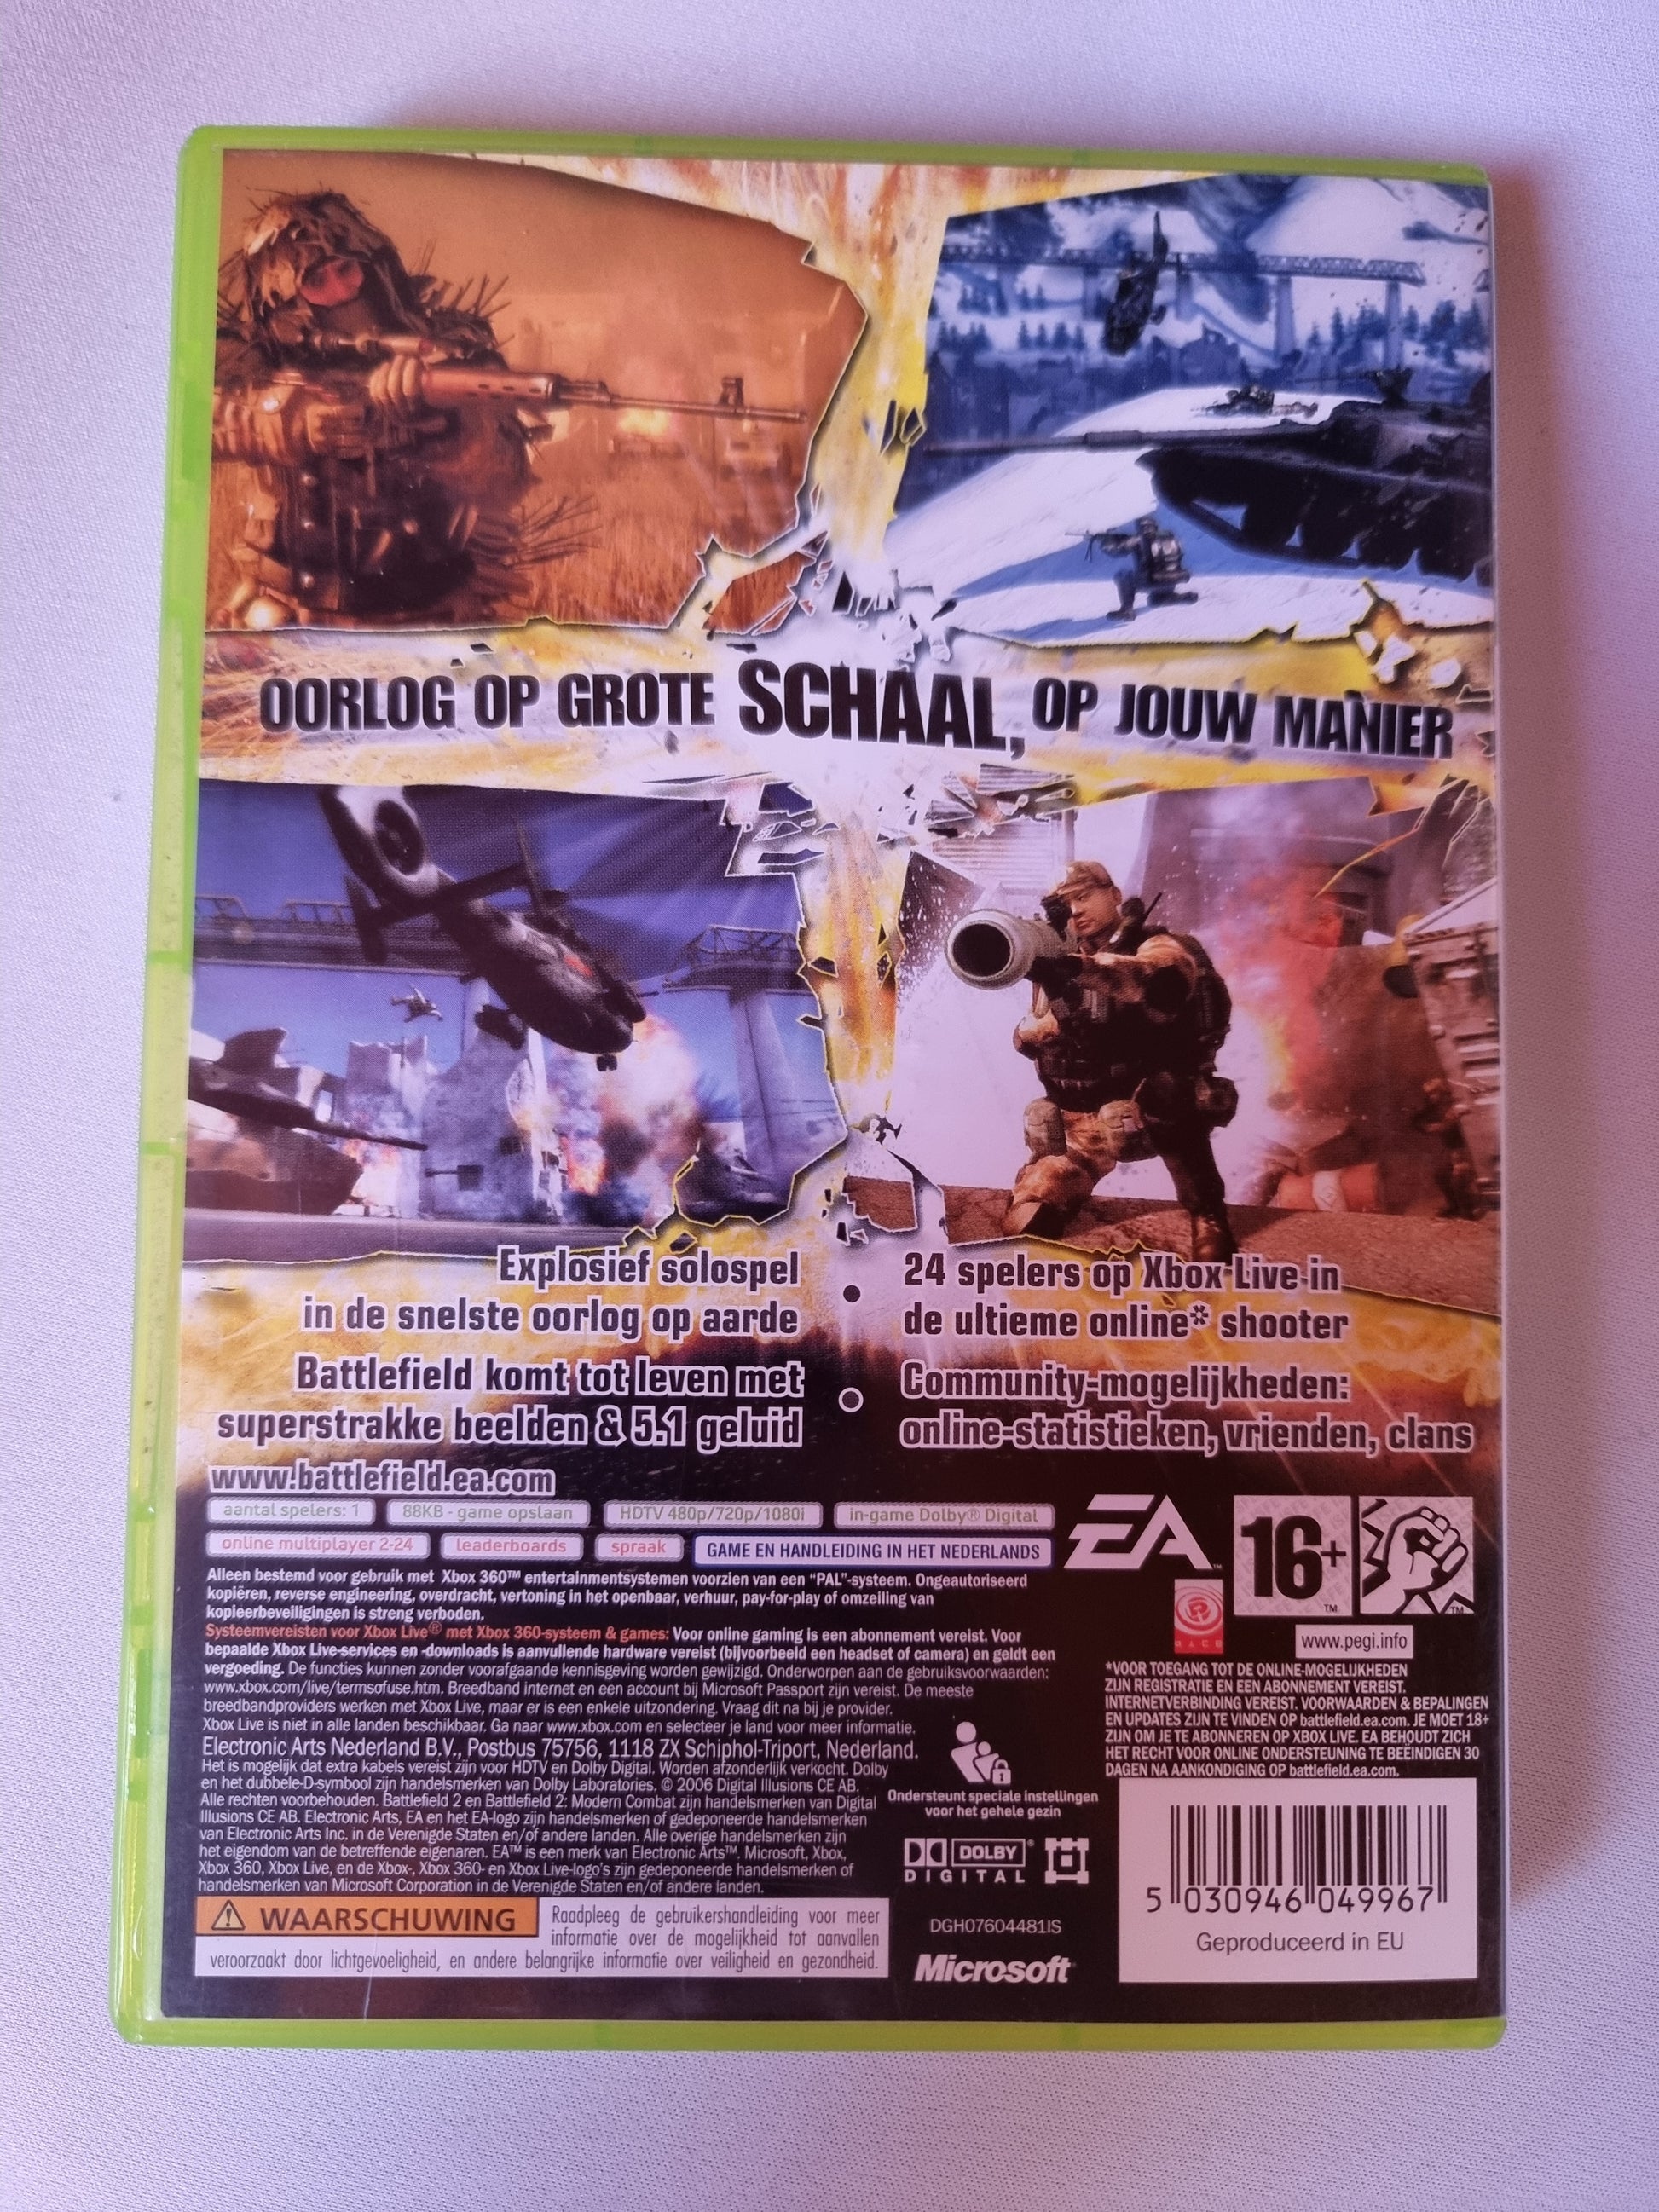 OORLOG OP GROTE SCHAAL, OP JOUW MANIER
Explosief solospel
in de snelste oorlog op aarde
Battlefield komt tot leven met
superstrakke beelden & 5.1 geluid
24 spelers op Xbox Live in
de ultieme online* shooter
Community-mogelijkheden:
online-statistieken, vrienden, clans
www.battlefield.ea.com
aantal spelers: 1
88KB - game opslaan
HDTV 480p/720p/1080i
in-game Dolby® Digital
online multiplayer 2-24
leaderboards
spraak
GAME EN HANDLEIDING IN HET NEDERLANDS
EA™
16+
TM
TM
www.pegi.info
Alleen bestemd voor gebruik met Xbox 360™ entertainmentsystemen voorzien van een "PAL"-systeem. Ongeautoriseerd
kopiëren, reverse engineering, overdracht, vertoning in het openbaar, verhuur, pay-for-play of omzeiling van
kopieerbeveiligingen is streng verboden.
Systeemvereisten voor Xbox Live® met Xbox 360-systeem & games: Voor online gaming is een abonnement vereist. Voor
bepaalde Xbox Live-services en -downloads is aanvullende hardware vereist (bijvoorbeeld een headset of camera) en geldt een
vergoeding. De functies kunnen zonder voorafgaande kennisgeving worden gewijzigd. Onderworpen aan de gebruiksvoorwaarden:
www.xbox.com/live/termsofuse.htm. Breedband internet en een account bij Microsoft Passport zijn vereist. De meeste
breedbandproviders werken met Xbox Live, maar er is een enkele uitzondering. Vraag dit na bij je provider.
Xbox Live is niet in alle landen beschikbaar. Ga naar www.xbox.com en selecteer je land voor meer informatie.
Electronic Arts Nederland B.V., Postbus 75756, 1118 ZX Schiphol-Triport, Nederland.
Het is mogelijk dat extra kabels vereist zijn voor HDTV en Dolby Digital. Worden afzonderlijk verkocht. Dolby
en het dubbele-D-symbool zijn handelsmerken van Dolby Laboratories. © 2006 Digital Illusions CE AB.
Alle rechten voorbehouden. Battlefield 2 en Battlefield 2: Modern Combat zijn handelsmerken van Digital
Illusions CE AB. Electronic Arts, EA en het EA-logo zijn handelsmerken of gedeponeerde handelsmerken
van Electronic Arts Inc. in de Verenigde Staten en/of andere landen. Alle overige handelsmerken zijn
het eigendom van de betreffende eigenaren. EA™ is een merk van Electronic Arts™. Microsoft, Xbox,
Xbox 360, Xbox Live, en de Xbox-, Xbox 360- en Xbox Live-logo's zijn gedeponeerde handelsmerken of
handelsmerken van Microsoft Corporation in de Verenigde Staten en/of andere landen.
*VOOR TOEGANG TOT DE ONLINE-MOGELIJKHEDEN
ZIJN REGISTRATIE EN EEN ABONNEMENT VEREIST.
INTERNETVERBINDING VEREIST. VOORWAARDEN & BEPALINGEN
EN UPDATES ZIJN TE VINDEN OP battlefield.ea.com. JE MOET 18+
ZIJN OM JE TE ABONNEREN OP XBOX LIVE. EA BEHOUDT ZICH
HET RECHT VOOR ONLINE ONDERSTEUNING TE BEËINDIGEN 30
DAGEN NA AANKONDIGING OP battlefield.ea.com.
Ondersteunt speciale instellingen
voor het gehele gezin
DOLBY®
DIGITAL
WAARSCHUWING
Raadpleeg de gebruikershandleiding voor meer
informatie over de mogelijkheid tot aanvallen
veroorzaakt door lichtgevoeligheid, en andere belangrijke informatie over veiligheid en gezondheid.
DGH07604481IS
Microsoft
5 030946 049967
Geproduceerd in EU